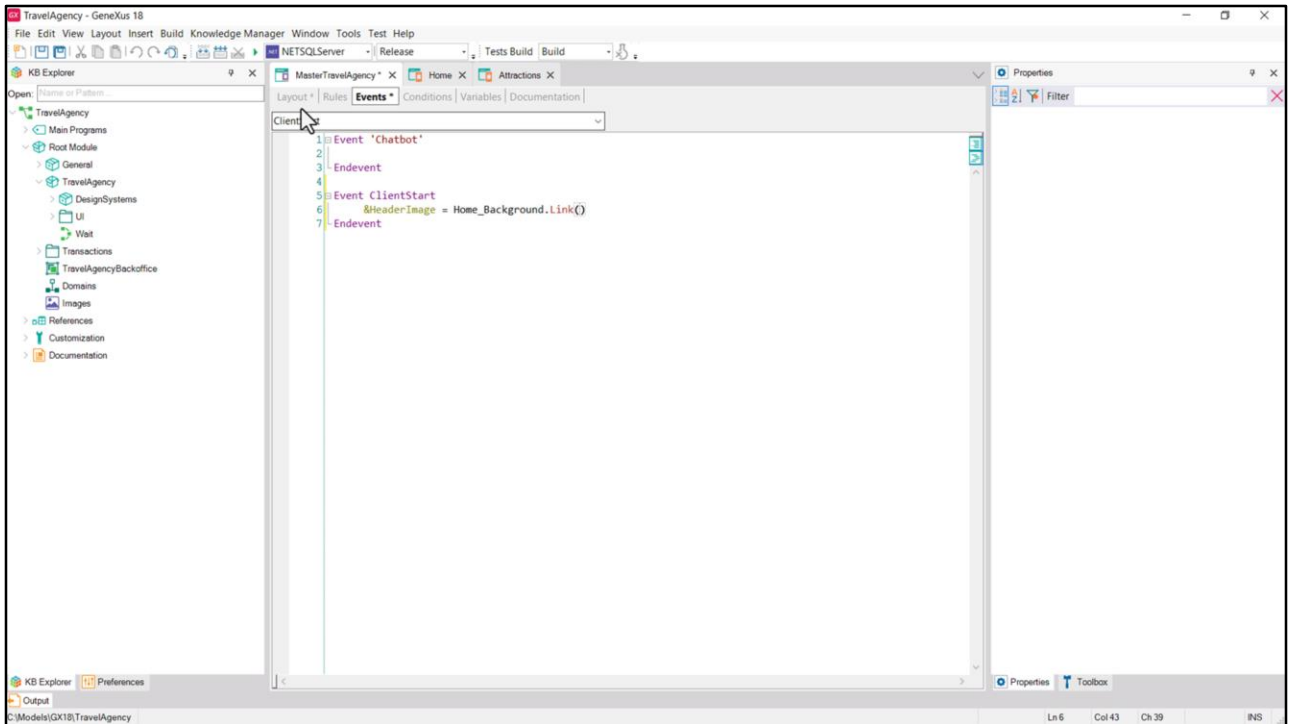 GX TravelAgency - GeneXus 18
File Edit View Layout Insert Build Knowledge Manager Window Tools Test Help
NETSQLServer Release Tests Build Build
KB Explorer
Open: Name or Pattern...
TravelAgency
Main Programs
Root Module
General
TravelAgency
DesignSystems
UI
Wait
Transactions
TravelAgencyBackoffice
Domains
Images
References
Customization
Documentation
KB Explorer Preferences
Output
C:\Models\GX18\TravelAgency
MasterTravelAgency * Home Attractions
Layout * Rules Events * Conditions Variables Documentation
1 Event 'Chatbot'
2
3 Endevent
4
5 Event ClientStart
6 &HeaderImage = Home_Background.Link()
7 Endevent
Properties
Filter
Properties Toolbox
Ln 6 Col 43 Ch 39 INS